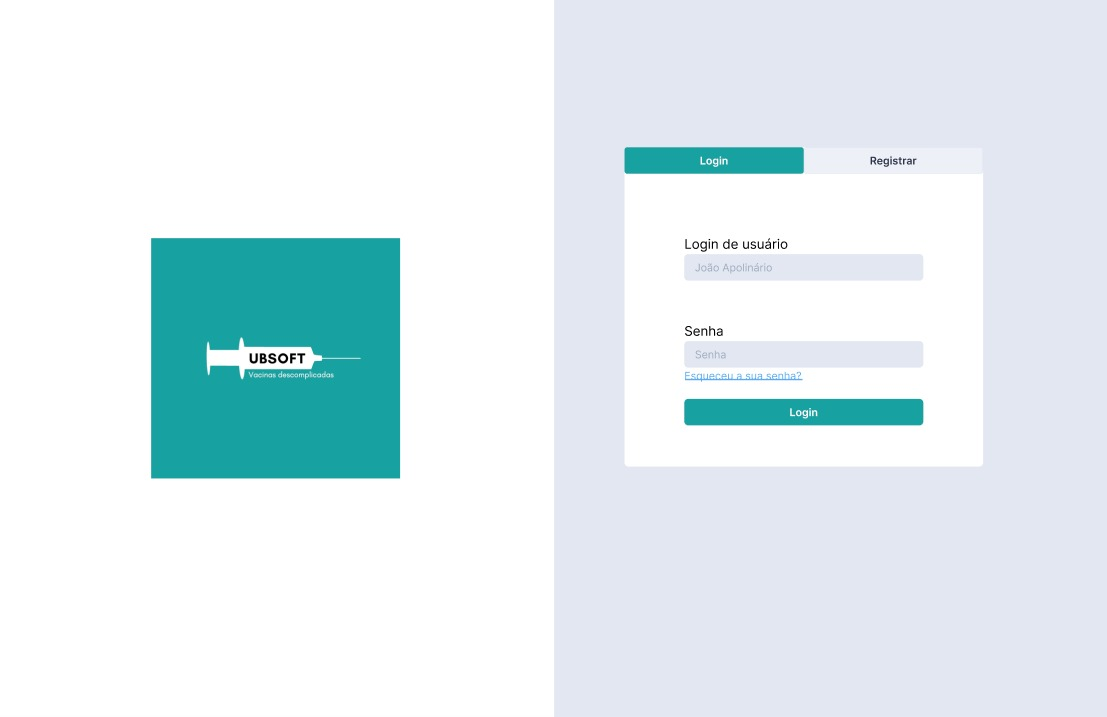 UBSOFT
Vacinas descomplicadas
Login
Registrar
Login de usuário
João Apolinário
Senha
Senha
Esqueceu a sua senha?
Login